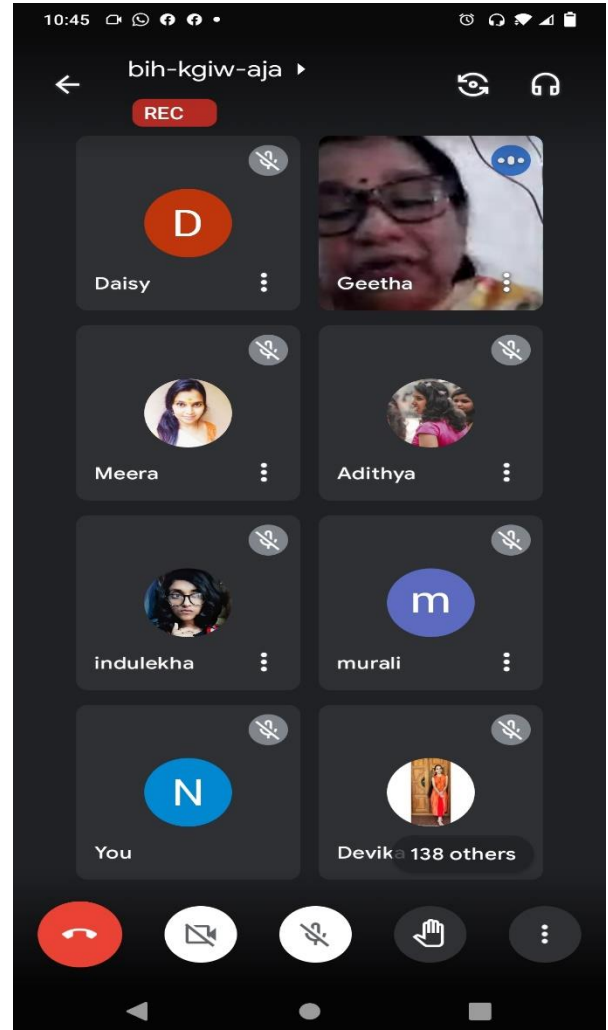 10:45
bih-kgiw-aja
REC
D
Daisy
Geetha
Meera
Adithya
indulekha
m
murali
N
You
Devika
138 others